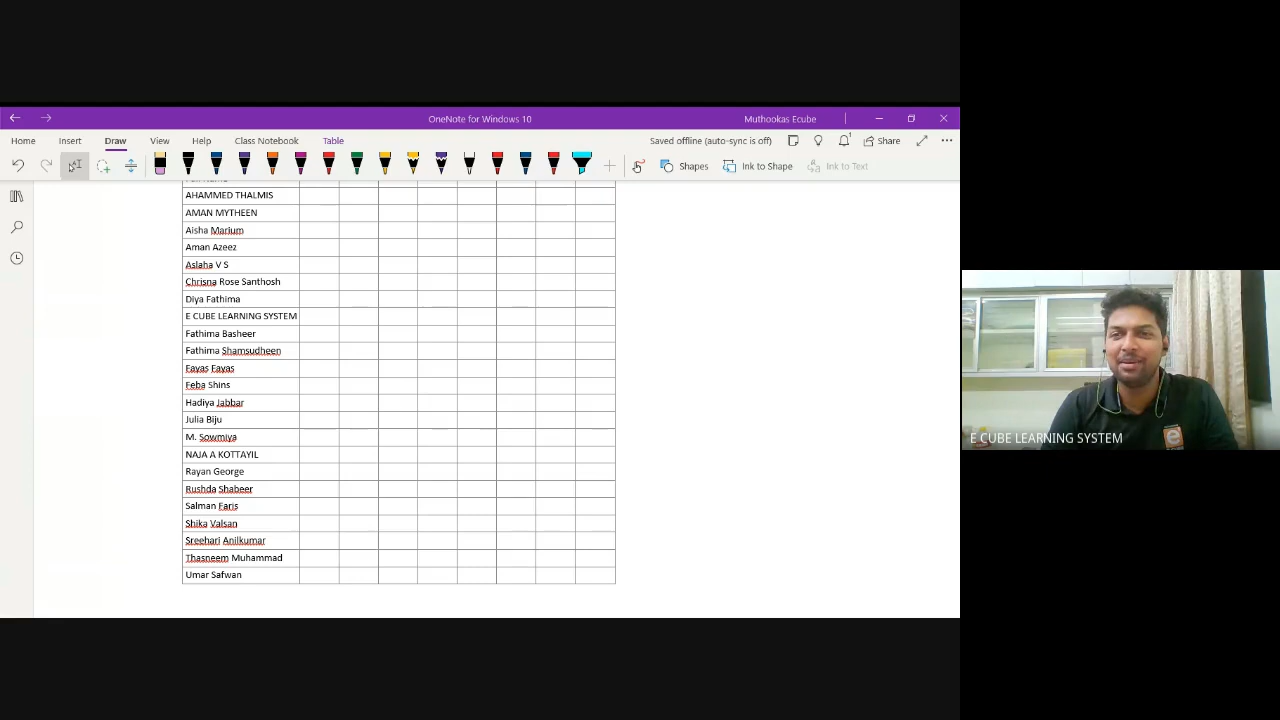 OneNote for Windows 10
Muthookas Ecube
Home Insert Draw View Help Class Notebook Table
Saved offline (auto-sync is off) Share
Shapes Ink to Shape Ink to Text
AHAMMED THALMIS
AMAN MYTHEEN
Aisha Marium
Aman Azeez
Aslaha V S
Chrisna Rose Santhosh
Diya Fathima
E CUBE LEARNING SYSTEM
Fathima Basheer
Fathima Shamsudheen
Fayas Fayas
Feba Shins
Hadiya Jabbar
Julia Biju
M. Sowmiya
NAJA A KOTTAYIL
Rayan George
Rushda Shabeer
Salman Faris
Shika Valsan
Sreehari Anilkumar
Thasneem Muhammad
Umar Safwan
E CUBE LEARNING SYSTEM